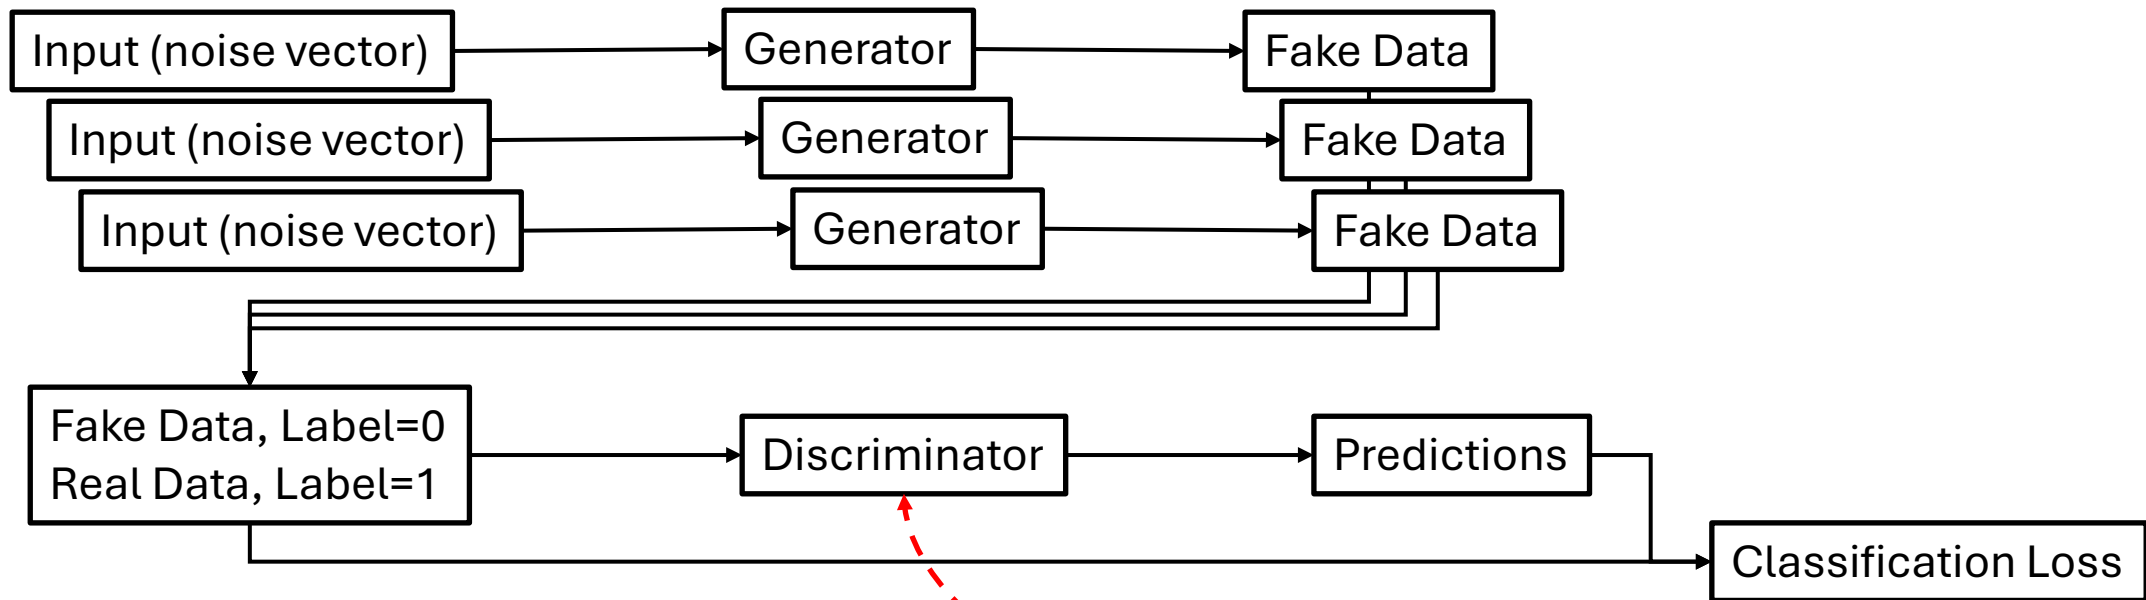 Input (noise vector)
Generator
Fake Data
Input (noise vector)
Generator
Fake Data
Input (noise vector)
Generator
Fake Data
Fake Data, Label=0
Real Data, Label=1
Discriminator
Predictions
Classification Loss